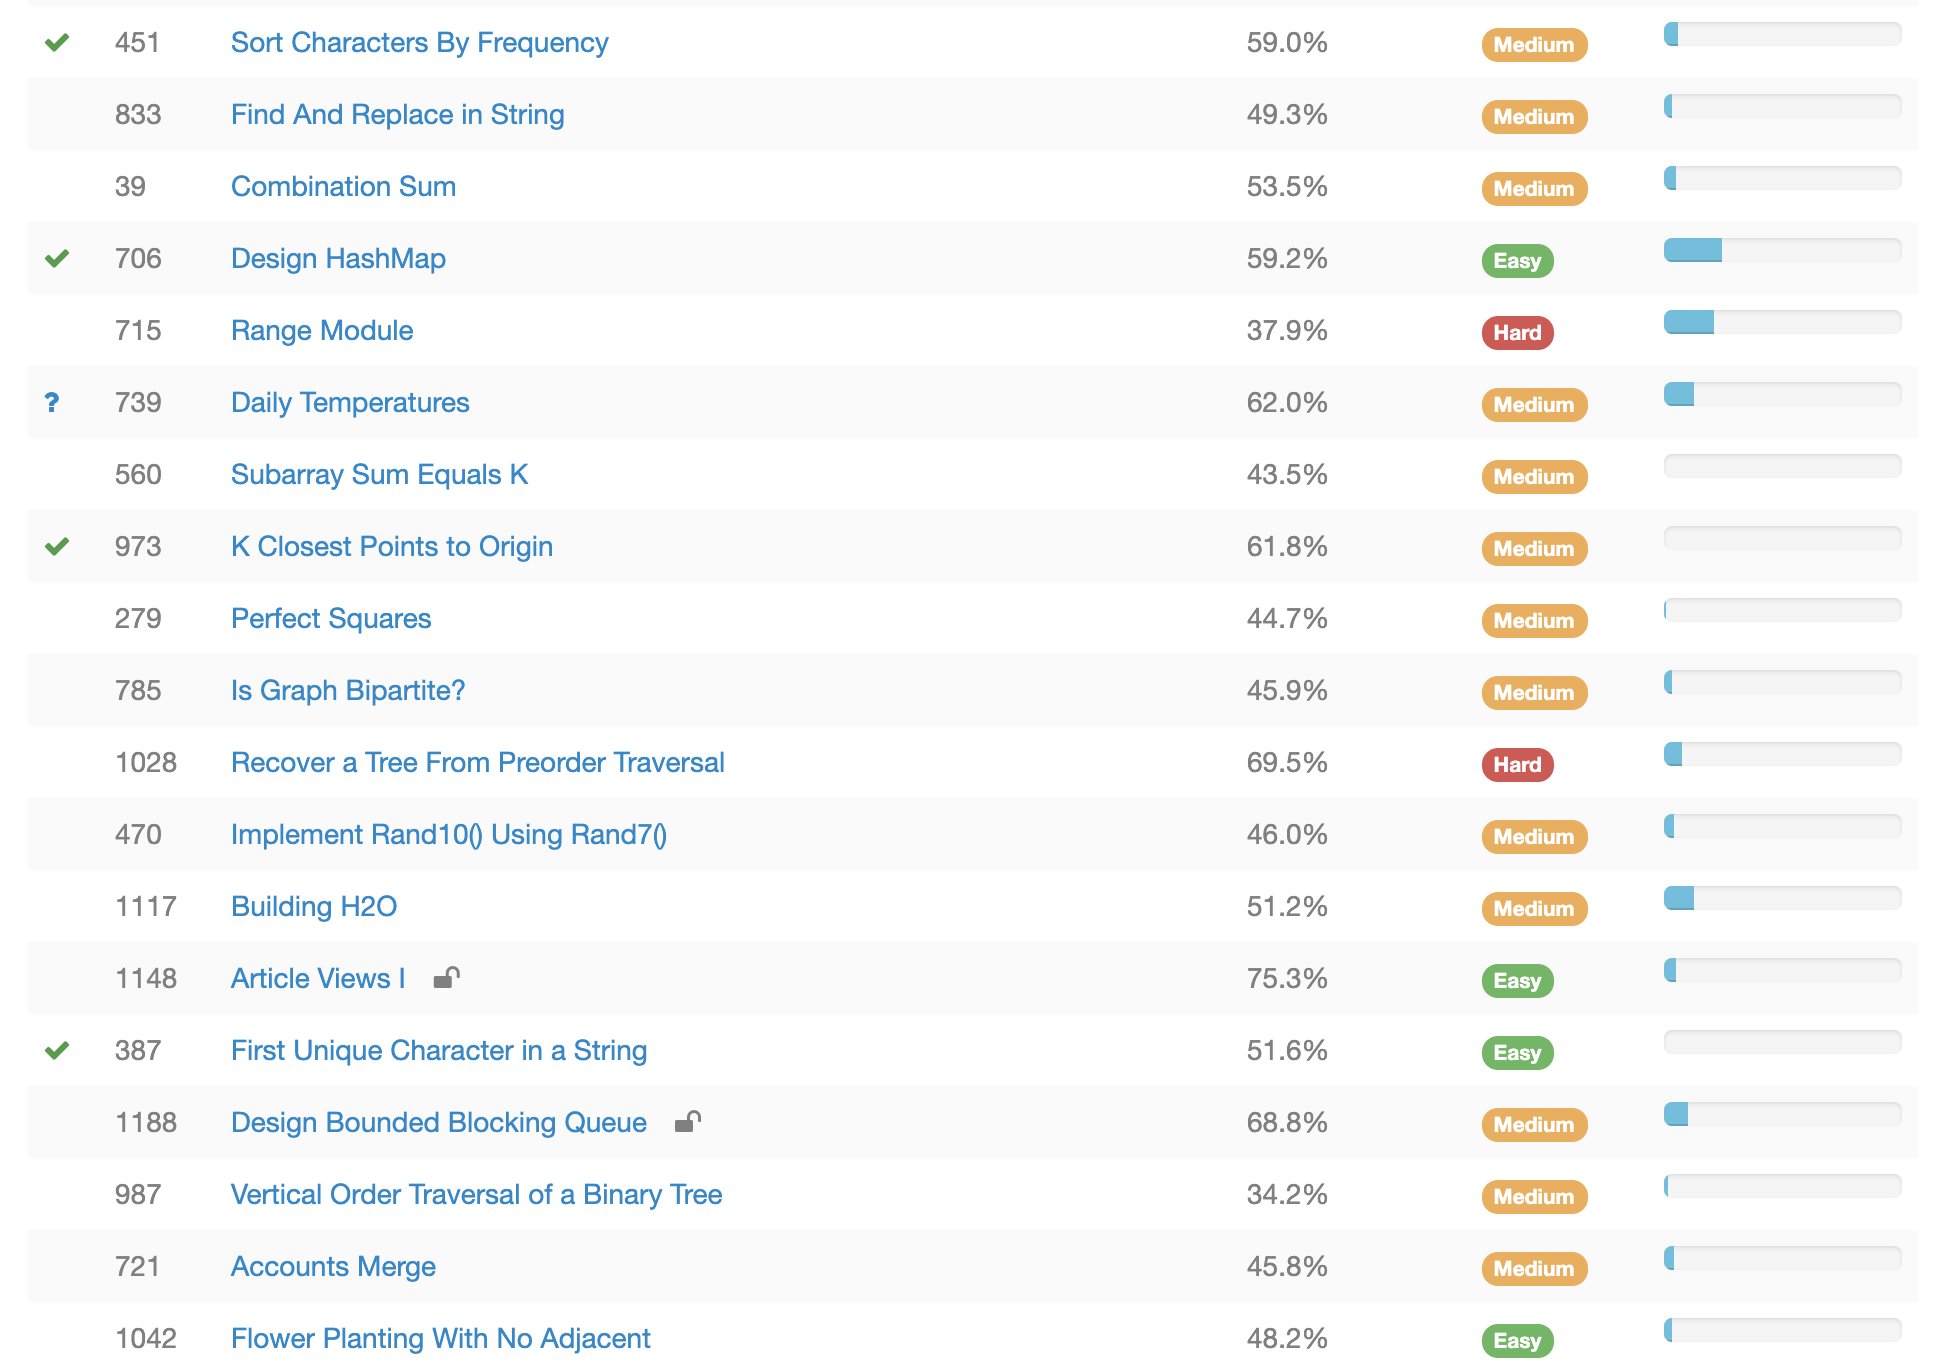 451 Sort Characters By Frequency 59.0% Medium
833 Find And Replace in String 49.3% Medium
39 Combination Sum 53.5% Medium
706 Design HashMap 59.2% Easy
715 Range Module 37.9% Hard
? 739 Daily Temperatures 62.0% Medium
560 Subarray Sum Equals K 43.5% Medium
973 K Closest Points to Origin 61.8% Medium
279 Perfect Squares 44.7% Medium
785 Is Graph Bipartite? 45.9% Medium
1028 Recover a Tree From Preorder Traversal 69.5% Hard
470 Implement Rand10() Using Rand7() 46.0% Medium
1117 Building H2O 51.2% Medium
1148 Article Views I 75.3% Easy
387 First Unique Character in a String 51.6% Easy
1188 Design Bounded Blocking Queue 68.8% Medium
987 Vertical Order Traversal of a Binary Tree 34.2% Medium
721 Accounts Merge 45.8% Medium
1042 Flower Planting With No Adjacent 48.2% Easy